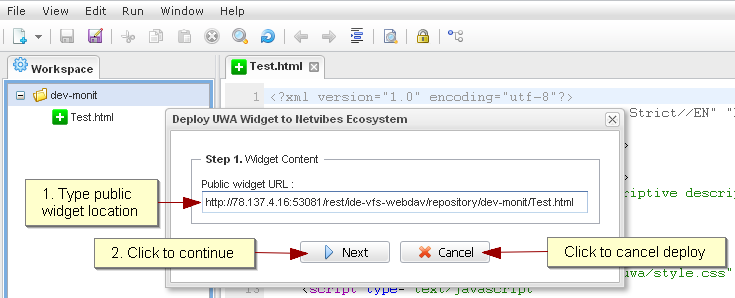 File View Edit Run Window Help
Workspace
Test.html
dev-monit
Test.html
1 <?xml version="1.0" encoding="utf-8"?>
Strict//EN" "
Deploy UWA Widget to Netvibes Ecosystem
Step 1. Widget Content
Public widget URL :
http://78.137.4.16:53081/rest/ide-vfs-webdav/repository/dev-monit/Test.html
1. Type public
widget location
criptive descri
2. Click to continue
Next
Cancel
Click to cancel deploy
uwa/style.css"
13 <script type="text/javascript"